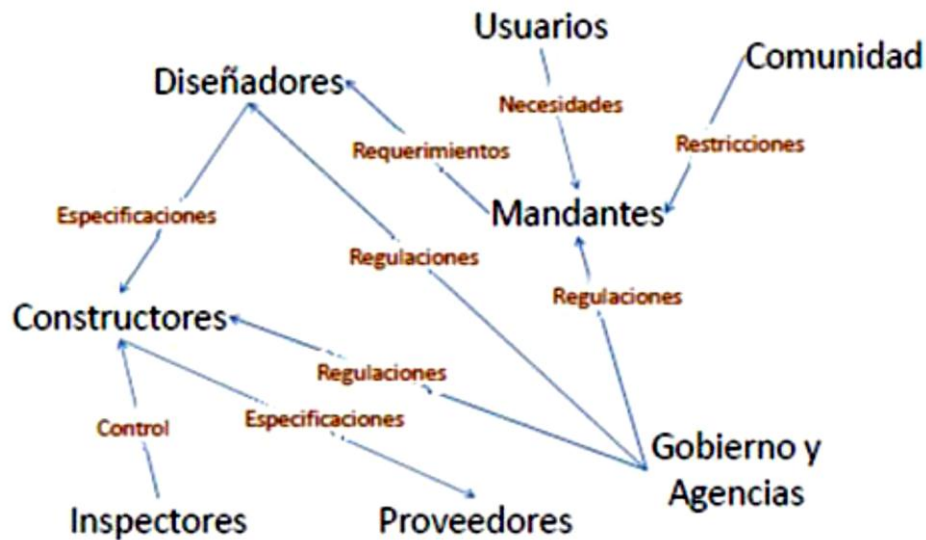 Usuarios
Comunidad
Diseñadores
Necesidades
Requerimientos
Restricciones
Mandantes
Especificaciones
Regulaciones
Regulaciones
Constructores
Regulaciones
Especificaciones
Control
Gobierno y
Agencias
Inspectores
Proveedores